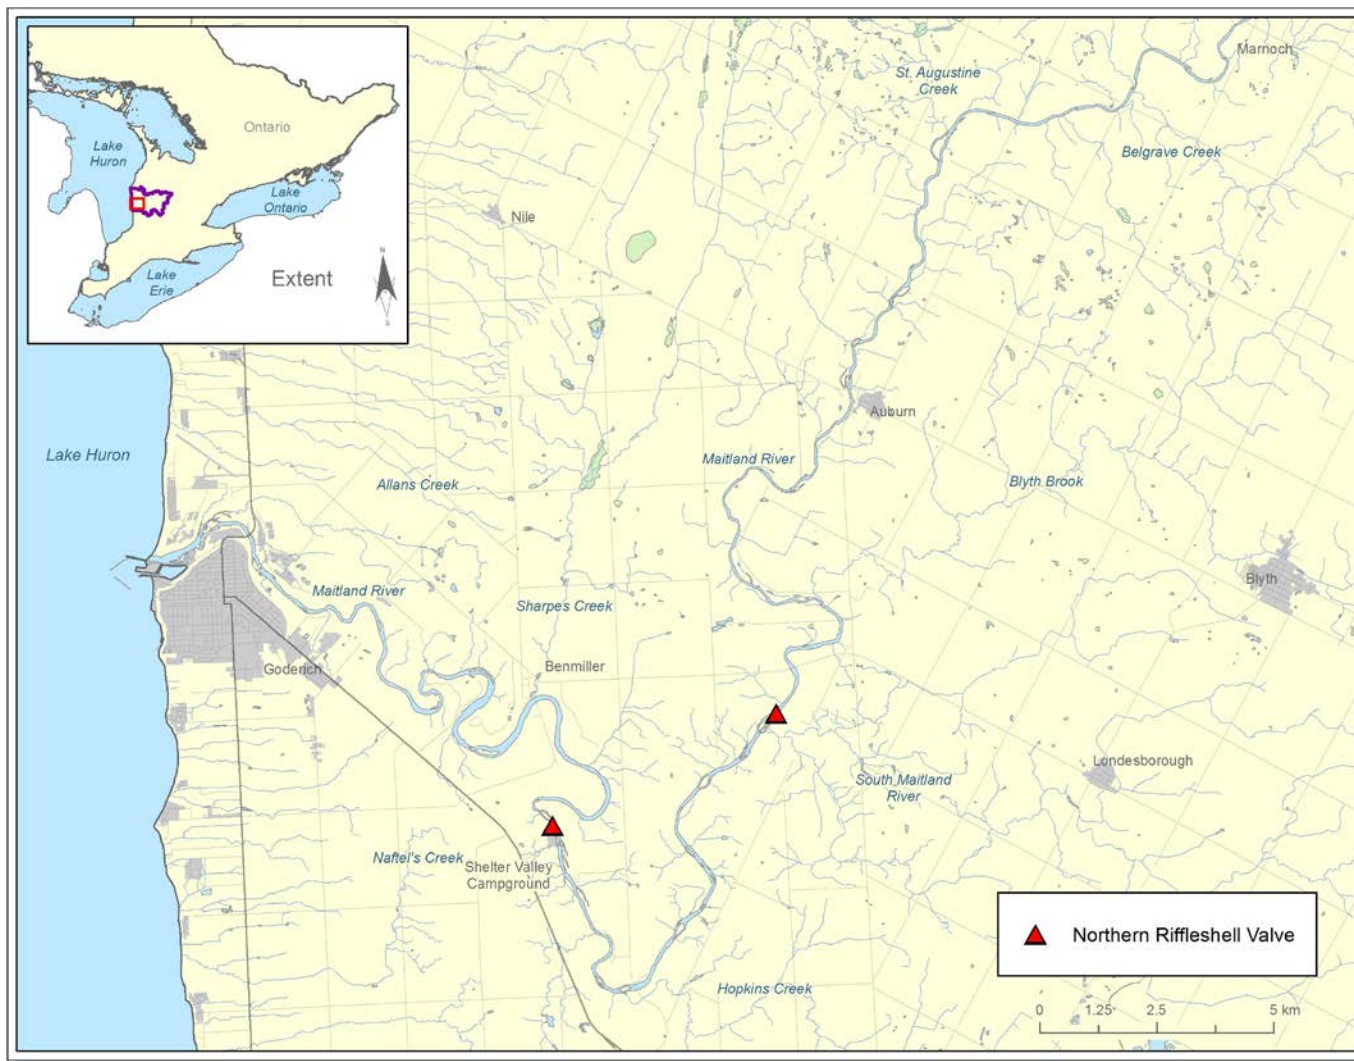 Marnoch
St. Augustine
Creek
Belgrave Creek
Ontario
Lake
Huron
Lake
Ontario
Lake
Erie
Extent
N
S
Nile
Auburn
Lake Huron
Maitland River
Allans Creek
Blyth Brook
Maitland River
Sharpes Creek
Blyth
Goderich
Benmiller
Londesborough
South Maitland
River
Naftel's Creek
Shelter Valley
Campground
Hopkins Creek
Northern Riffleshell Valve
0 1.25 2.5 5 km